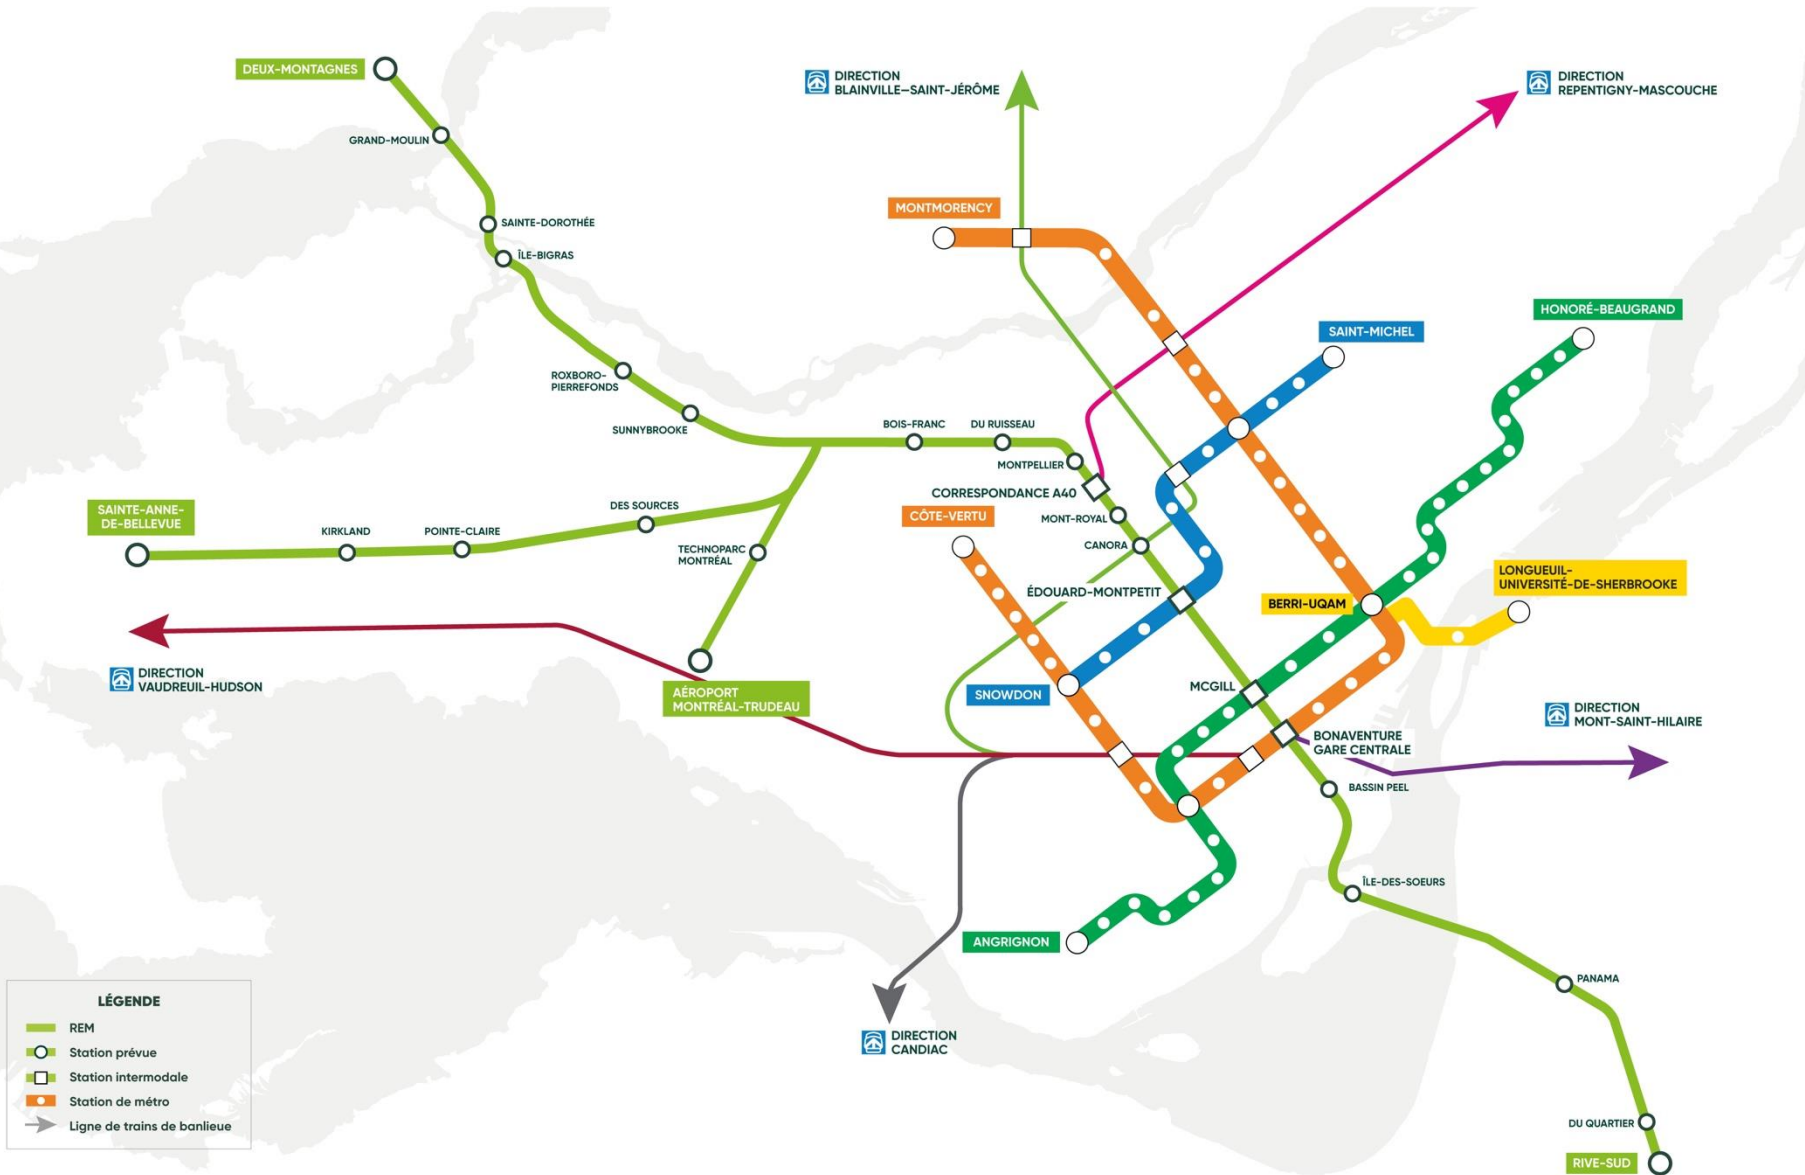 DEUX-MONTAGNES
GRAND-MOULIN
SAINTE-DOROTHÉE
ÎLE-BIGRAS
ROXBORO-
PIERREFONDS
SUNNYBROOKE
BOIS-FRANC
DU RUISSEAU
MONTPELLIER
CORRESPONDANCE A40
MONT-ROYAL
CANORA
ÉDOUARD-MONTPETIT
MCGILL
BONAVENTURE
GARE CENTRALE
BASSIN PEEL
ÎLE-DES-SOEURS
PANAMA
DU QUARTIER
RIVE-SUD
SAINTE-ANNE-
DE-BELLEVUE
KIRKLAND
POINTE-CLAIRE
DES SOURCES
TECHNOPARC
MONTRÉAL
AÉROPORT
MONTRÉAL-TRUDEAU
DIRECTION
BLAINVILLE–SAINT-JÉRÔME
DIRECTION
REPENTIGNY-MASCOUCHE
MONTMORENCY
SAINT-MICHEL
HONORÉ-BEAUGRAND
CÔTE-VERTU
BERRI-UQAM
LONGUEUIL-
UNIVERSITÉ-DE-SHERBROOKE
SNOWDON
ANGRIGNON
DIRECTION
VAUDREUIL-HUDSON
DIRECTION
MONT-SAINT-HILAIRE
DIRECTION
CANDIAC
LÉGENDE
REM
Station prévue
Station intermodale
Station de métro
Ligne de trains de banlieue